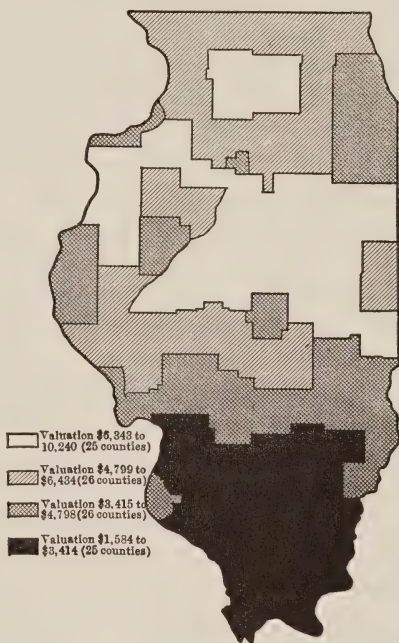 Valuation $6,343 to
10,240 (25 counties)
Valuation $4,799 to
$6,434 (26 counties)
Valuation $3,415 to
$4,798 (26 counties)
Valuation $1,584 to
$3,414 (25 counties)